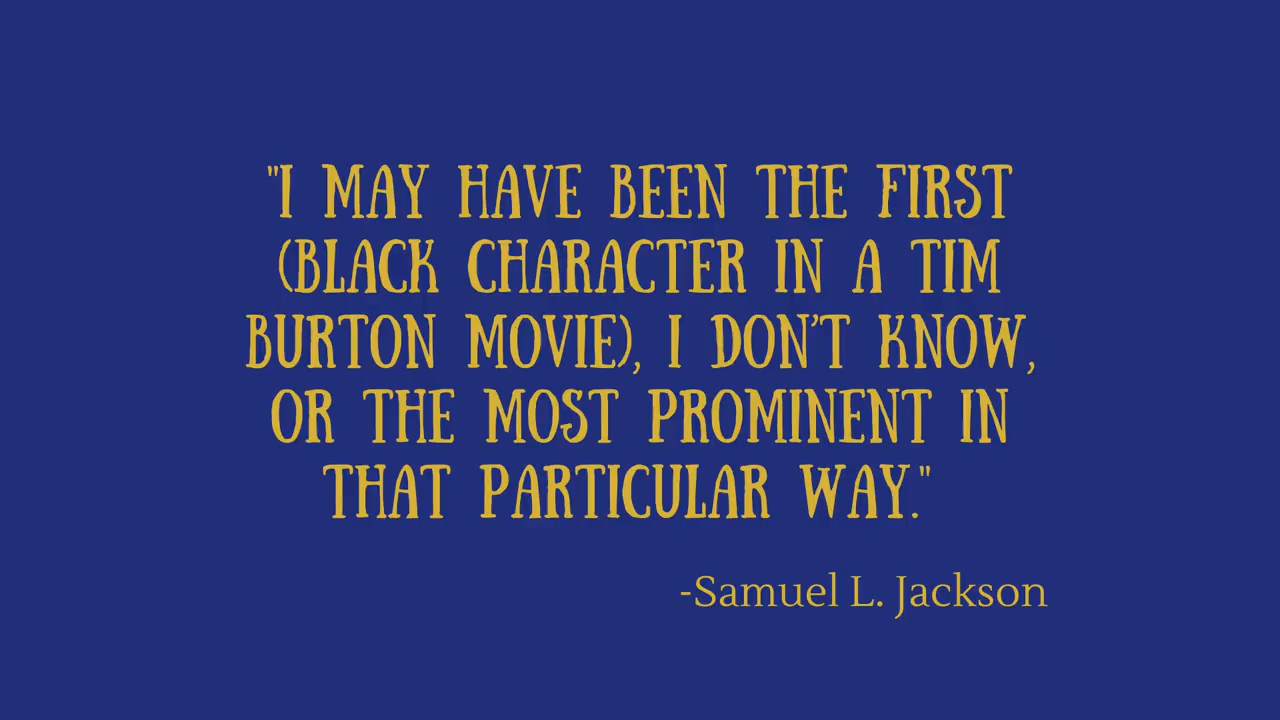 "I MAY HAVE BEEN THE FIRST
(BLACK CHARACTER IN A TIM
BURTON MOVIE), I DON’T KNOW,
OR THE MOST PROMINENT IN
THAT PARTICULAR WAY."
-Samuel L. Jackson